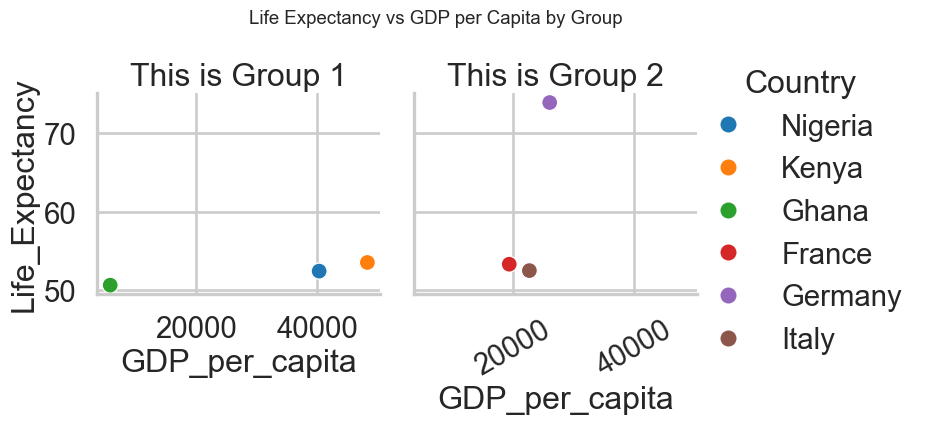 Life Expectancy vs GDP per Capita by Group
This is Group 1
This is Group 2
Life_Expectancy
70
60
50
20000 40000
GDP_per_capita
20000 40000
GDP_per_capita
Country
Nigeria
Kenya
Ghana
France
Germany
Italy